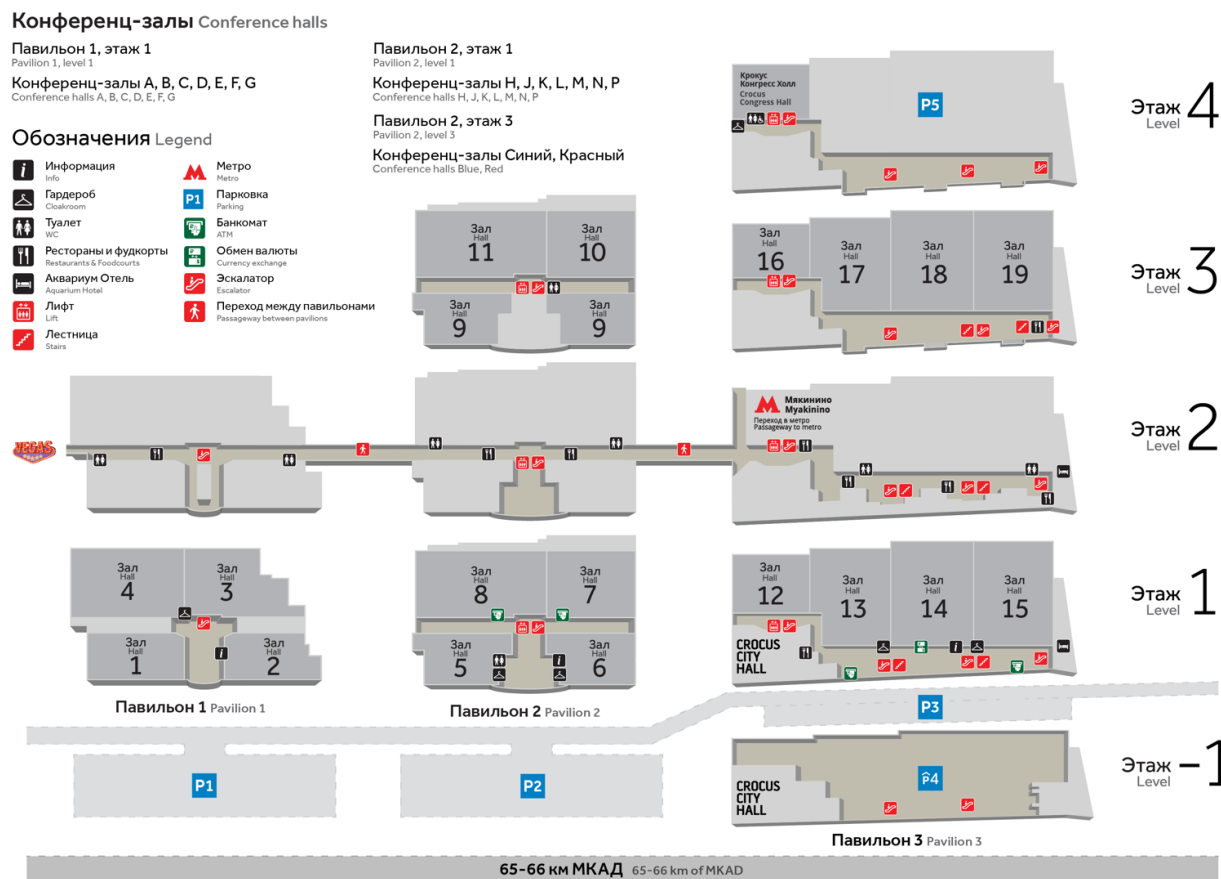 Конференц-залы Conference halls
Павильон 1, этаж 1
Pavilion 1, level 1
Конференц-залы A, B, C, D, E, F, G
Conference halls A, B, C, D, E, F, G
Павильон 2, этаж 1
Pavilion 2, level 1
Конференц-залы H, J, K, L, M, N, P
Conference halls H, J, K, L, M, N, P
Павильон 2, этаж 3
Pavilion 2, level 3
Конференц-залы Синий, Красный
Conference halls Blue, Red
Обозначения Legend
Информация
Info
Гардероб
Cloakroom
Туалет
WC
Рестораны и фудкорты
Restaurants & Foodcourts
Аквариум Отель
Aquarium Hotel
Лифт
Lift
Лестница
Stairs
Метро
Metro
P1 Парковка
Parking
Банкомат
ATM
Обмен валюты
Currency exchange
Эскалатор
Escalator
Переход между павильонами
Passageway between pavilions
Крокус
Конгресс Холл
Crocus
Congress Hall
P5
Этаж 4
Level
Зал
Hall
11
Зал
Hall
10
Зал
Hall
9
Зал
Hall
9
Зал
Hall
16
Зал
Hall
17
Зал
Hall
18
Зал
Hall
19
Этаж 3
Level
VEGAS
Мякинино
Myakinino
Переход в метро
Passageway to metro
Этаж 2
Level
Зал
Hall
4
Зал
Hall
3
Зал
Hall
1
Зал
Hall
2
Зал
Hall
8
Зал
Hall
7
Зал
Hall
5
Зал
Hall
6
Зал
Hall
12
Зал
Hall
13
Зал
Hall
14
Зал
Hall
15
CROCUS
CITY
HALL
Этаж 1
Level
Павильон 1 Pavilion 1
Павильон 2 Pavilion 2
P3
P1
P2
P4
CROCUS
CITY
HALL
Этаж −1
Level
Павильон 3 Pavilion 3
65-66 км МКАД 65-66 km of MKAD